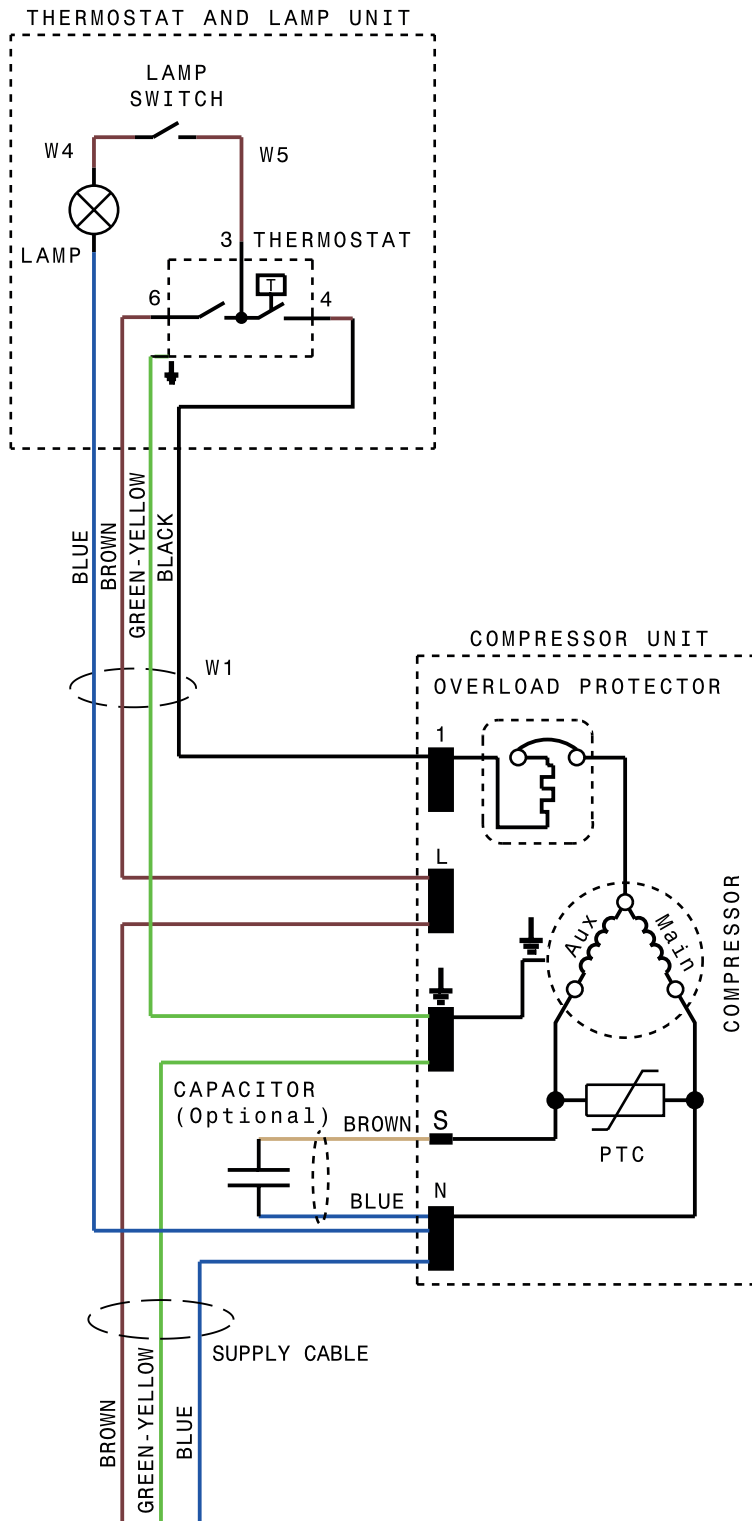 THERMOSTAT AND LAMP UNIT
LAMP
SWITCH
W4
W5
LAMP
3
THERMOSTAT
T
6
4
BLUE
BROWN
GREEN-YELLOW
BLACK
W1
COMPRESSOR UNIT
OVERLOAD PROTECTOR
1
L
Aux
Main
COMPRESSOR
CAPACITOR
(Optional)
BROWN
S
PTC
BLUE
N
SUPPLY CABLE
BROWN
GREEN-YELLOW
BLUE